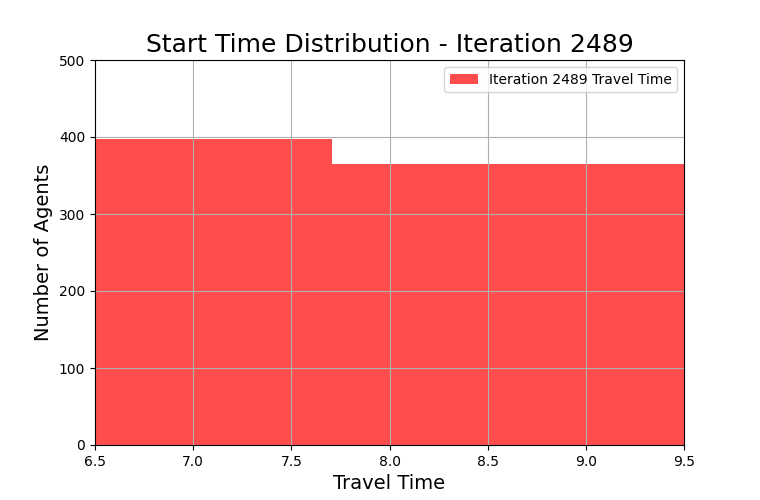 Start Time Distribution - Iteration 2489
500
400
300
200
100
0
Number of Agents
Iteration 2489 Travel Time
6.5 7.0 7.5 8.0 8.5 9.0 9.5
Travel Time